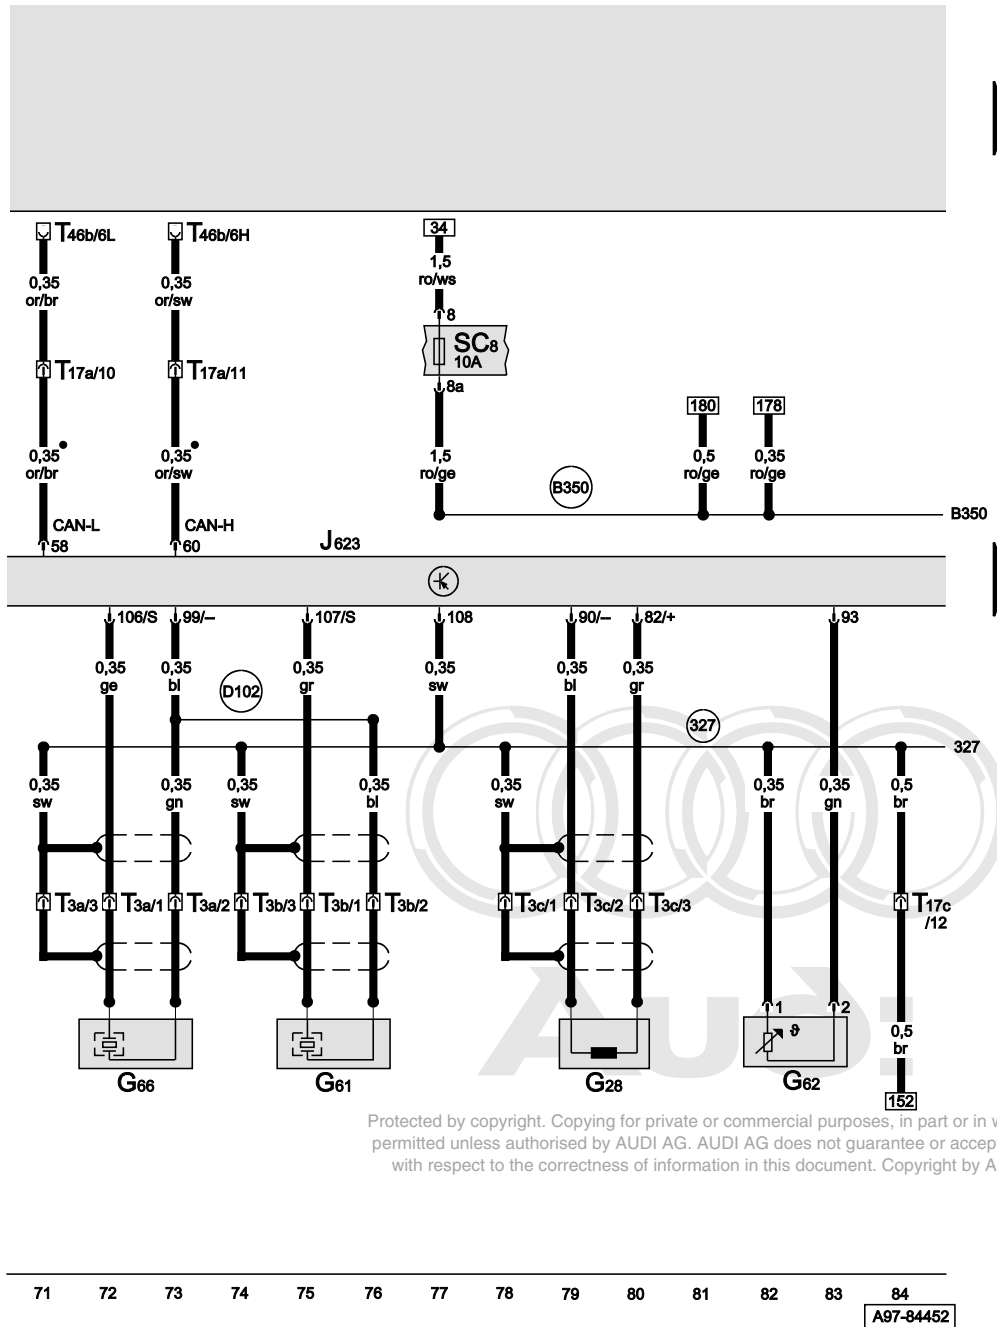 T46b/6L T46b/6H 34
1,5
ro/ws
0,35 0,35
or/br or/sw
8
SC8
10A
T17a/10 T17a/11
8a
180 178
0,35 0,35 1,5 0,5 0,35
or/br or/sw ro/ge ro/ge ro/ge
B350
B350
CAN-L CAN-H
58 60 J623
106/S 99/-- 107/S 108 90/-- 82/+ 93
0,35 0,35 0,35 0,35 0,35 0,35
ge bl gr sw bl gr
D102
327
327
0,35 0,35 0,35 0,35 0,35 0,35 0,35 0,5
sw gn sw bl sw br gn br
T3a/3 T3a/1 T3a/2 T3b/3 T3b/1 T3b/2 T3c/1 T3c/2 T3c/3 T17c
/12
1 2
ϑ
0,5
br
G66 G61 G28 G62
Audi
152
Protected by copyright. Copying for private or commercial purposes, in part or in w
permitted unless authorised by AUDI AG. AUDI AG does not guarantee or accep
with respect to the correctness of information in this document. Copyright by A
71 72 73 74 75 76 77 78 79 80 81 82 83 84
A97-84452